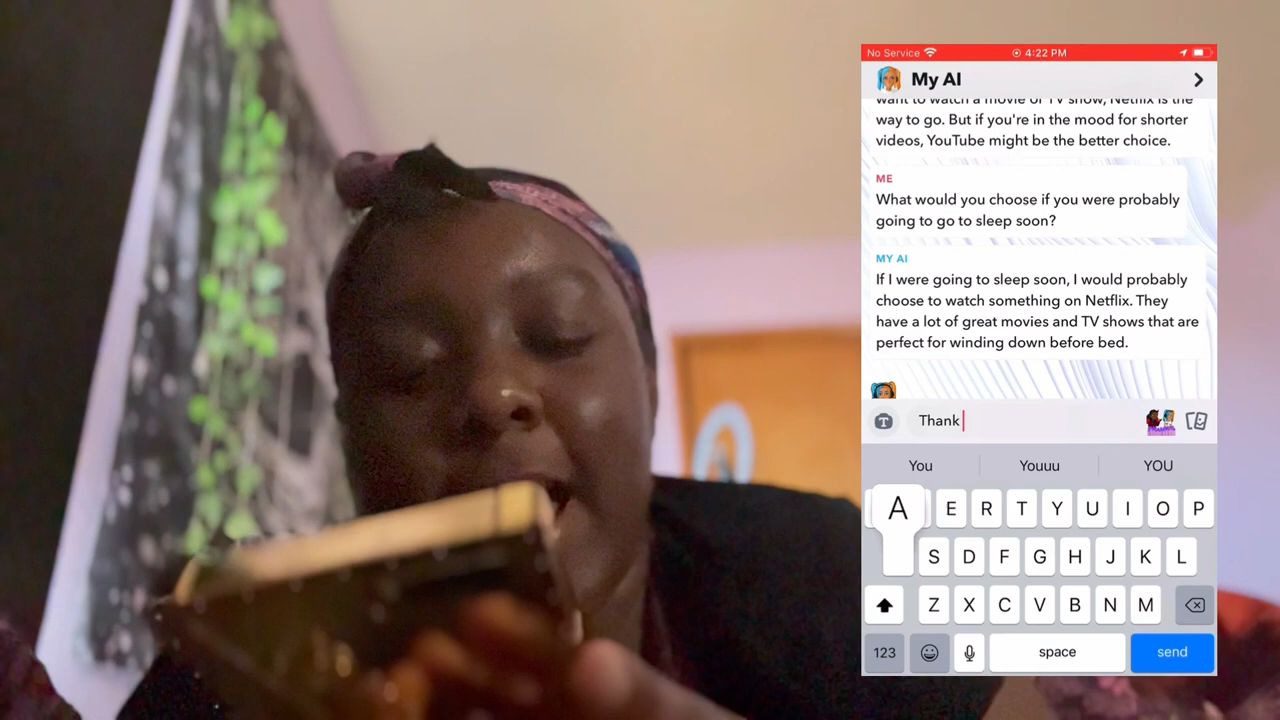 No Service 4:22 PM
My AI
want to watch a movie or TV show, Netflix is the
way to go. But if you're in the mood for shorter
videos, YouTube might be the better choice.
ME
What would you choose if you were probably
going to go to sleep soon?
MY AI
If I were going to sleep soon, I would probably
choose to watch something on Netflix. They
have a lot of great movies and TV shows that are
perfect for winding down before bed.
T Thank
You Youuu YOU
A E R T Y U I O P
S D F G H J K L
Z X C V B N M
123 space send